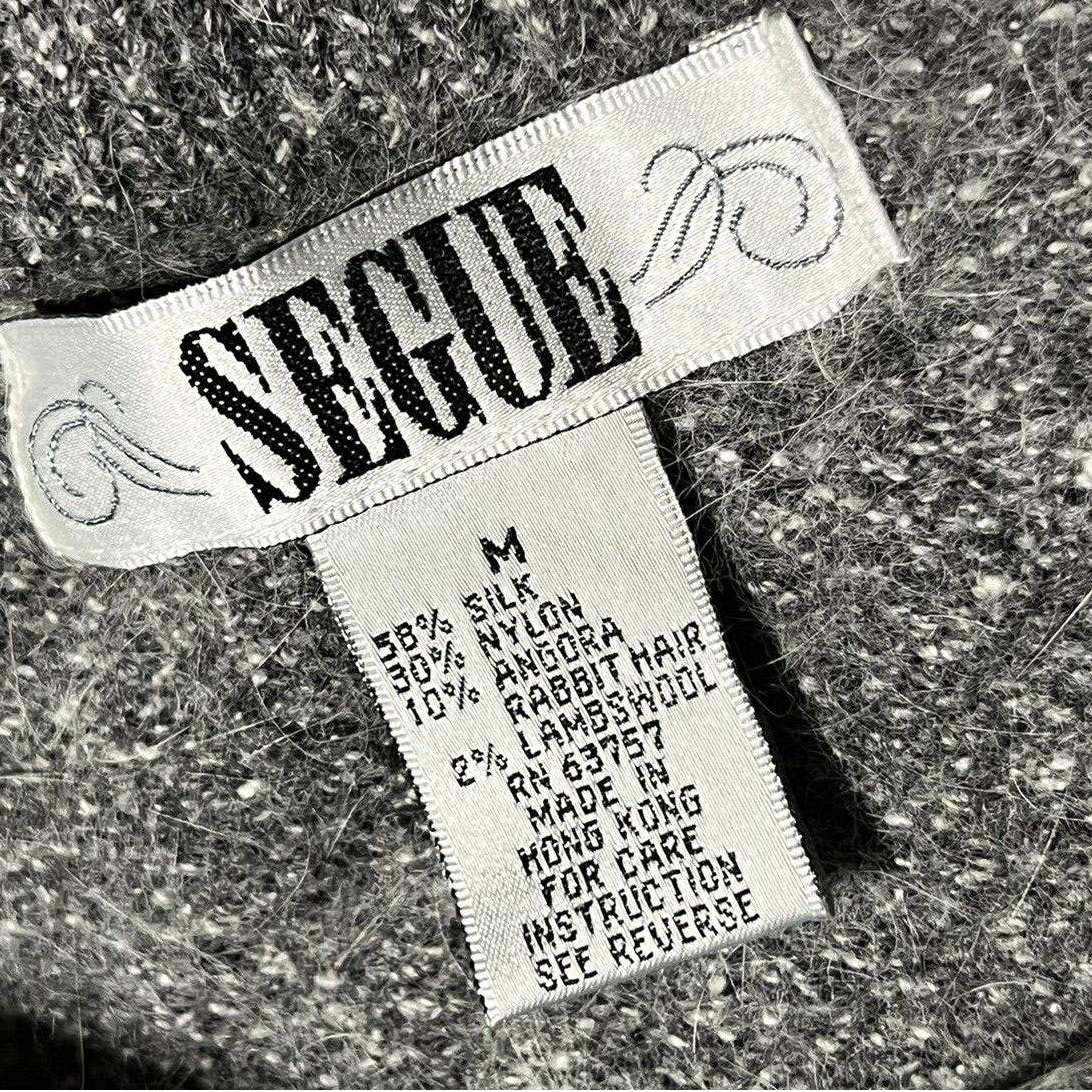 SEGUE
M
58% SILK
30% NYLON
10% ANGORA
RABBIT HAIR
2% LAMBSWOOL
RN 63757
MADE IN
HONG KONG
FOR CARE
INSTRUCTION
SEE REVERSE